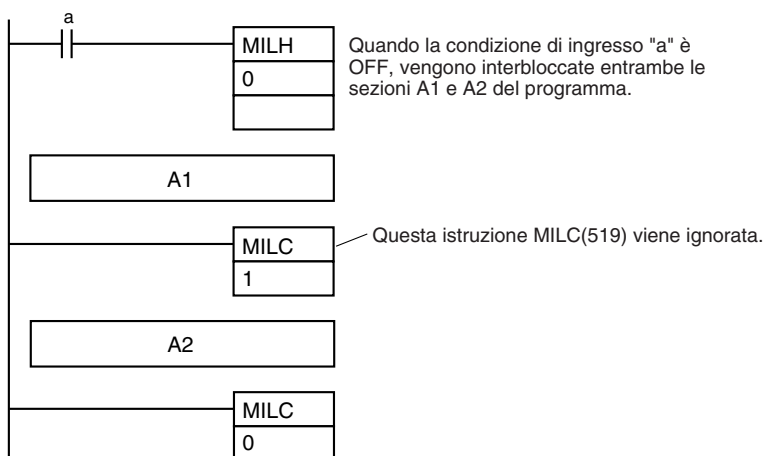 a
MILH
0
Quando la condizione di ingresso "a" è
OFF, vengono interbloccate entrambe le
sezioni A1 e A2 del programma.
A1
MILC
1
Questa istruzione MILC(519) viene ignorata.
A2
MILC
0